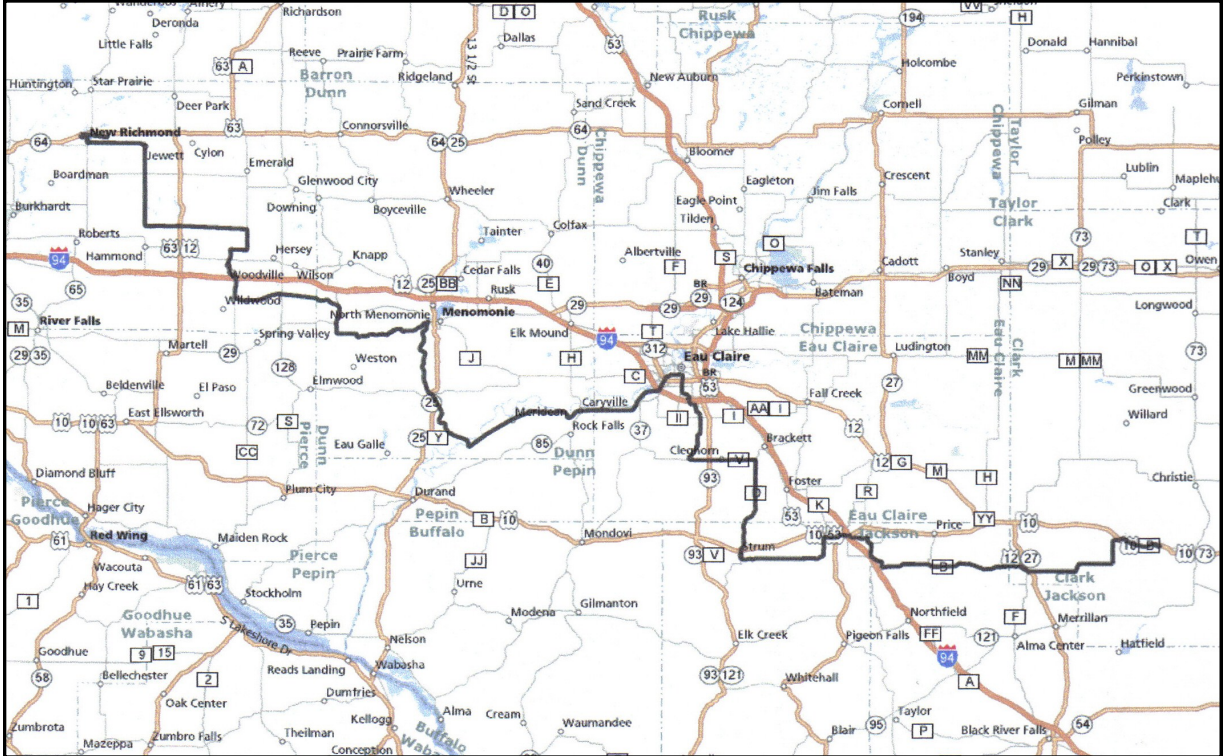 Richardson
D O
Rusk
Chippewa
194
VV
H
Deronda
Little Falls
63 A
Reeve
Prairie Farm
13 1/2 St
Dallas
53
Donald
Hannibal
Huntington
Star Prairie
Barron
Dunn
Ridgeland
New Auburn
Holcombe
Perkinstown
Deer Park
Sand Creek
Cornell
Taylor
Chippewa
Gilman
64
New Richmond
63
Connorsville
64 25
64
Chippewa
Dunn
Polley
Jewett
Cylon
Emerald
Bloomer
Boardman
Glenwood City
Wheeler
Eagleton
Crescent
Lublin
Burkhardt
Downing
Boyceville
Eagle Point
Jim Falls
Taylor
Clark
Clark
Roberts
Tainter
Colfax
Tilden
73
T
94
Hammond
63 12
Hersey
Knapp
Albertville
F
S
O
Stanley
X
Owen
Woodville
Wilson
12
25 BB
Cedar Falls
40
E
Chippewa Falls
Cadott
Boyd
29 73
29
O X
65
Rusk
BR
29
124
Bateman
NN
35
Wildwood
North Menomonie
Menomonie
29
29
Longwood
M
River Falls
Elk Mound
94
T
312
Lake Hallie
Chippewa
Eau Claire
Clark
Eau Claire
29 35
Martell
29
Spring Valley
Weston
J
H
Eau Claire
Ludington
MM
M MM
73
128
Elmwood
C
BR
53
27
Beldenville
El Paso
Caryville
Fall Creek
Greenwood
East Ellsworth
S
25
Meridean
II
I
AA I
Willard
10
10 63
72
Dunn
Pierce
Eau Galle
25 Y
85
Rock Falls
37
12
CC
Dunn
Pepin
Cleghorn
V
Brackett
12 G
M
H
Diamond Bluff
93
Christie
Plum City
Durand
D
Foster
R
Pierce
Goodhue
Hager City
Pepin
Buffalo
B 10
K
53
Eau Claire
Jackson
YY
10
61
Red Wing
Maiden Rock
Mondovi
Price
Pierce
Pepin
93 V
Strum
10 53
12 27
10 B
10 73
Wacouta
JJ
B
Hay Creek
61 63
Stockholm
Urne
Clark
Jackson
1
Goodhue
Wabasha
35
Pepin
Modena
Gilmanton
Northfield
F
Merrillan
S Lakeshore Dr
Nelson
Elk Creek
Pigeon Falls
FF
121
Alma Center
Hatfield
Goodhue
9 15
Reads Landing
Wabasha
94
58
Bellechester
2
93 121
Whitehall
A
Oak Center
Dumfries
Zumbrota
Kellogg
Alma
Cream
Waumandee
Taylor
54
Theilman
Buffalo
Blair
95
P
Black River Falls
Mazeppa
Zumbro Falls
Conception